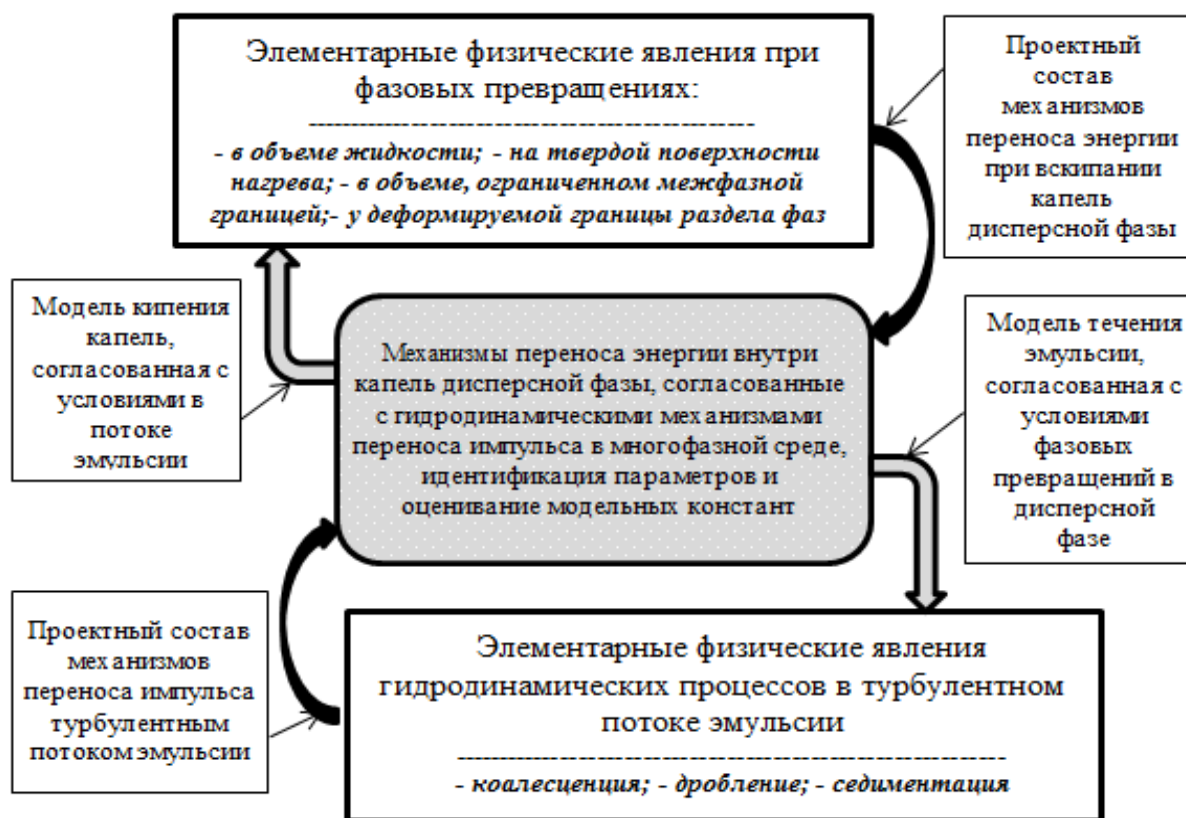 Элементарные физические явления при
фазовых превращениях:
- в объеме жидкости; - на твердой поверхности
нагрева; - в объеме, ограниченном межфазной
границей;- у деформируемой границы раздела фаз
Проектный
состав
механизмов
переноса энергии
при вскипании
капель
дисперсной фазы
Модель кипения
капель,
согласованная с
условиями в
потоке
эмульсии
Механизмы переноса энергии внутри
капель дисперсной фазы, согласованные
с гидродинамическими механизмами
переноса импульса в многофазной среде,
идентификация параметров и
оценивание модельных констант
Модель течения
эмульсии,
согласованная с
условиями
фазовых
превращений в
дисперсной
фазе
Проектный состав
механизмов
переноса импульса
турбулентным
потоком эмульсии
Элементарные физические явления
гидродинамических процессов в турбулентном
потоке эмульсии
- коалесценция; - дробление; - седиментация